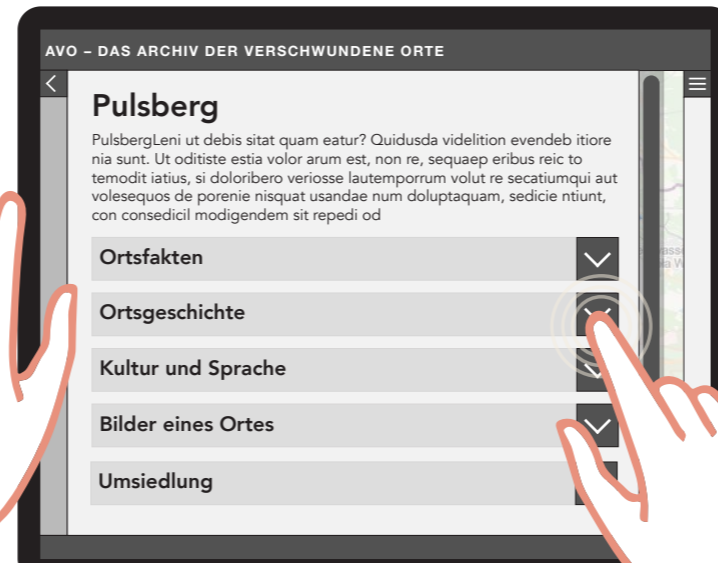 AVO – DAS ARCHIV DER VERSCHWUNDENE ORTE
Pulsberg
PulsbergLeni ut debis sitat quam eatur? Quidusda videlition evendeb itiore
nia sunt. Ut oditiste estia volor arum est, non re, sequaep eribus reic to
temodit iatius, si doloribero veriosse lautemporrum volut re secatiumqui aut
volesequos de porenie nisquat usandae num doluptaquam, sedicie ntiunt,
con consedicil modigendem sit repedi od
Ortsfakten
Ortsgeschichte
Kultur und Sprache
Bilder eines Ortes
Umsiedlung